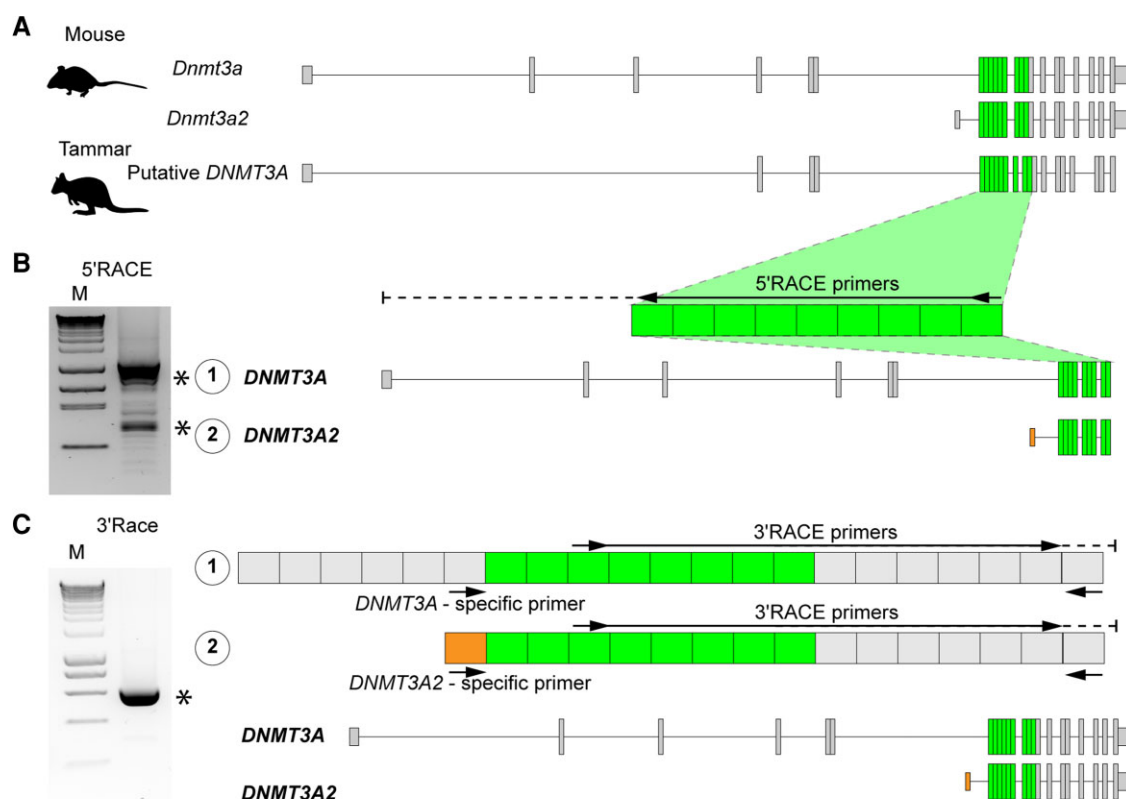 A
Mouse
Dnmt3a
Dnmt3a2
Tammar
Putative DNMT3A
B
5'RACE
M
5'RACE primers
1 DNMT3A
2 DNMT3A2
*
*
C
3'Race
M
*
1
3'RACE primers
DNMT3A - specific primer
2
3'RACE primers
DNMT3A2 - specific primer
DNMT3A
DNMT3A2